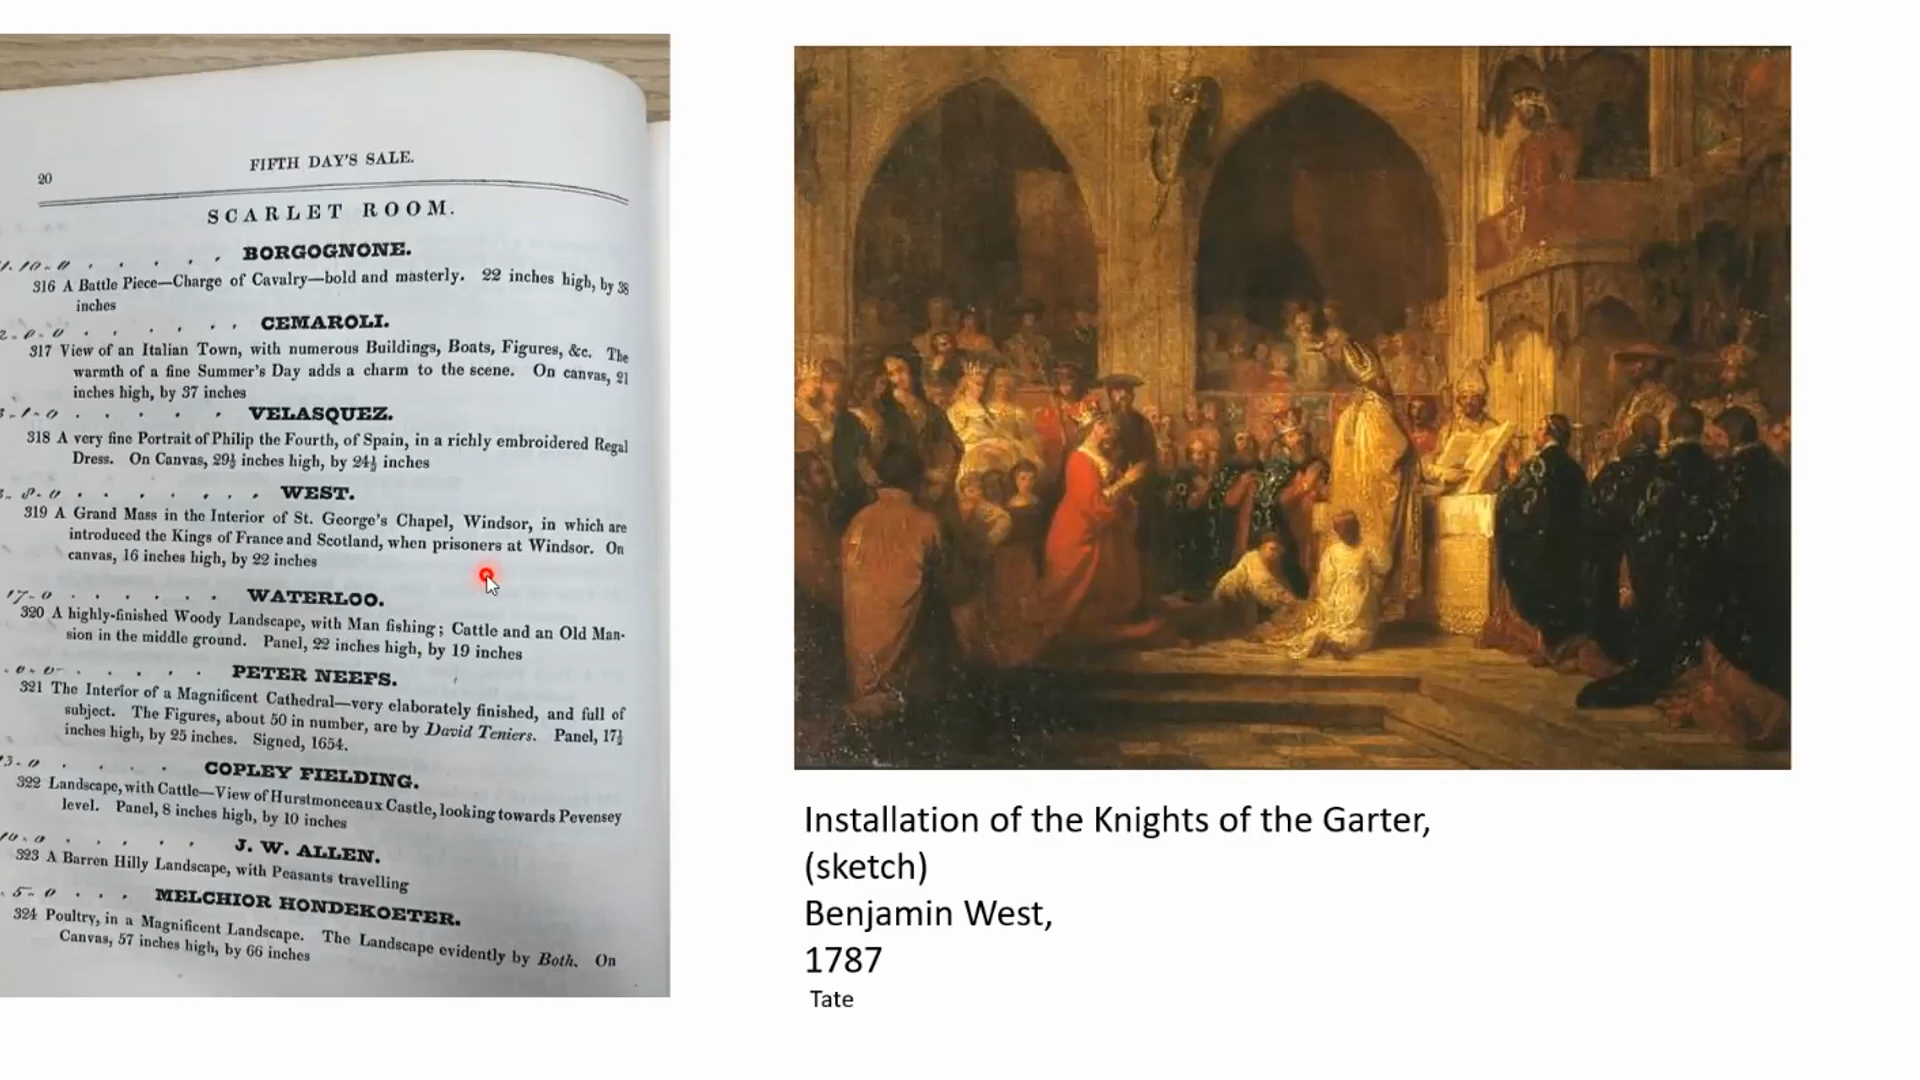 20
FIFTH DAY'S SALE.
SCARLET ROOM.
BORGOGNONE.
316 A Battle Piece—Charge of Cavalry—bold and masterly. 22 inches high, by 38
inches
CEMAROLI.
317 View of an Italian Town, with numerous Buildings, Boats, Figures, &c. The
warmth of a fine Summer's Day adds a charm to the scene. On canvas, 21
inches high, by 37 inches
VELASQUEZ.
318 A very fine Portrait of Philip the Fourth, of Spain, in a richly embroidered Regal
Dress. On Canvas, 29½ inches high, by 24½ inches
WEST.
319 A Grand Mass in the Interior of St. George's Chapel, Windsor, in which are
introduced the Kings of France and Scotland, when prisoners at Windsor. On
canvas, 16 inches high, by 22 inches
17-0
WATERLOO.
320 A highly-finished Woody Landscape, with Man fishing; Cattle and an Old Man-
sion in the middle ground. Panel, 22 inches high, by 19 inches
PETER NEEFS.
321 The Interior of a Magnificent Cathedral—very elaborately finished, and full of
subject. The Figures, about 50 in number, are by David Teniers. Panel, 17½
inches high, by 25 inches. Signed, 1654.
COPLEY FIELDING.
322 Landscape, with Cattle—View of Hurstmonceaux Castle, looking towards Pevensey
level. Panel, 8 inches high, by 10 inches
J. W. ALLEN.
323 A Barren Hilly Landscape, with Peasants travelling
MELCHIOR HONDEKOETER.
324 Poultry, in a Magnificent Landscape. The Landscape evidently by Both. On
Canvas, 57 inches high, by 66 inches
Installation of the Knights of the Garter,
(sketch)
Benjamin West,
1787
Tate